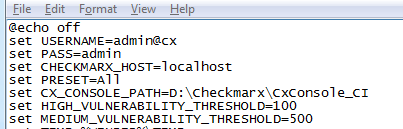 File Edit Format View Help
@echo off
set USERNAME=admin@cx
set PASS=admin
set CHECKMARX_HOST=localhost
set PRESET=All
set CX_CONSOLE_PATH=D:\Checkmarx\CxConsole_CI
set HIGH_VULNERABILITY_THRESHOLD=100
set MEDIUM_VULNERABILITY_THRESHOLD=500